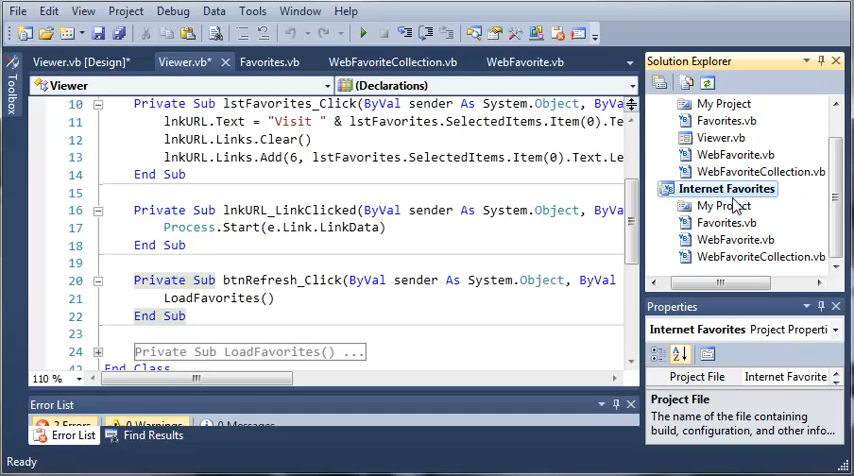 File Edit View Project Debug Data Tools Window Help
Viewer.vb [Design]* Viewer.vb* Favorites.vb WebFavoriteCollection.vb WebFavorite.vb
Toolbox
Viewer (Declarations)
10 Private Sub lstFavorites_Click(ByVal sender As System.Object, ByVa
11 lnkURL.Text = "Visit " & lstFavorites.SelectedItems.Item(0).Te
12 lnkURL.Links.Clear()
13 lnkURL.Links.Add(6, lstFavorites.SelectedItems.Item(0).Text.Le
14 End Sub
15
16 Private Sub lnkURL_LinkClicked(ByVal sender As System.Object, ByVa
17 Process.Start(e.Link.LinkData)
18 End Sub
19
20 Private Sub btnRefresh_Click(ByVal sender As System.Object, ByVal
21 LoadFavorites()
22 End Sub
23
24 Private Sub LoadFavorites() ...
42 End Class
110 %
Error List
2 Errors 0 Warnings 0 Messages
Error List Find Results
Ready
Solution Explorer
My Project
Favorites.vb
Viewer.vb
WebFavorite.vb
WebFavoriteCollection.vb
Internet Favorites
My Project
Favorites.vb
WebFavorite.vb
WebFavoriteCollection.vb
Properties
Internet Favorites Project Properti
Project File Internet Favorite
Project File
The name of the file containing
build, configuration, and other info...